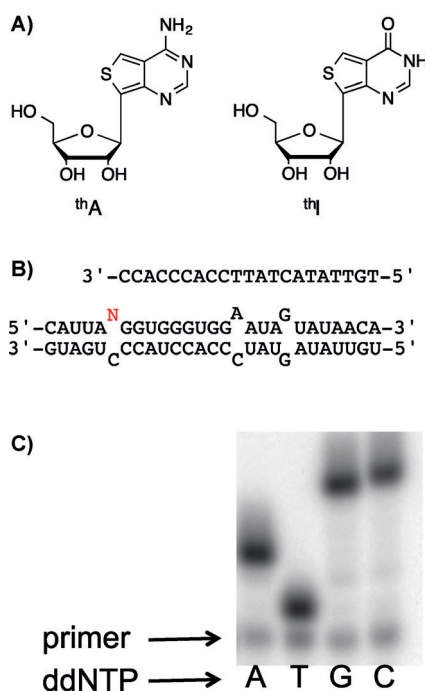 A)
NH₂ O
S N S NH
N N
HO O HO O
OH OH OH OH
ᵗʰA ᵗʰI
B)
3'-CCACCCACCTTATCATATTGT-5'
N A G
5'-CAUUA GGUGGGUGG AUA UAUAACA-3'
3'-GUAGU CCAUCCACC UAU AUAUUGU-5'
C C G
C)
primer
ddNTP A T G C